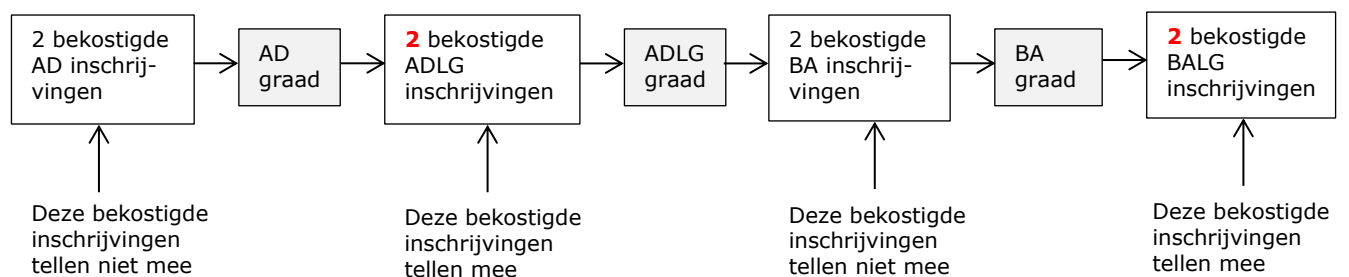 2 bekostigde
AD inschrij-
vingen
AD
graad
2 bekostigde
ADLG
inschrijvingen
ADLG
graad
2 bekostigde
BA inschrij-
vingen
BA
graad
2 bekostigde
BALG
inschrijvingen
Deze bekostigde
inschrijvingen
tellen niet mee
Deze bekostigde
inschrijvingen
tellen mee
Deze bekostigde
inschrijvingen
tellen niet mee
Deze bekostigde
inschrijvingen
tellen mee